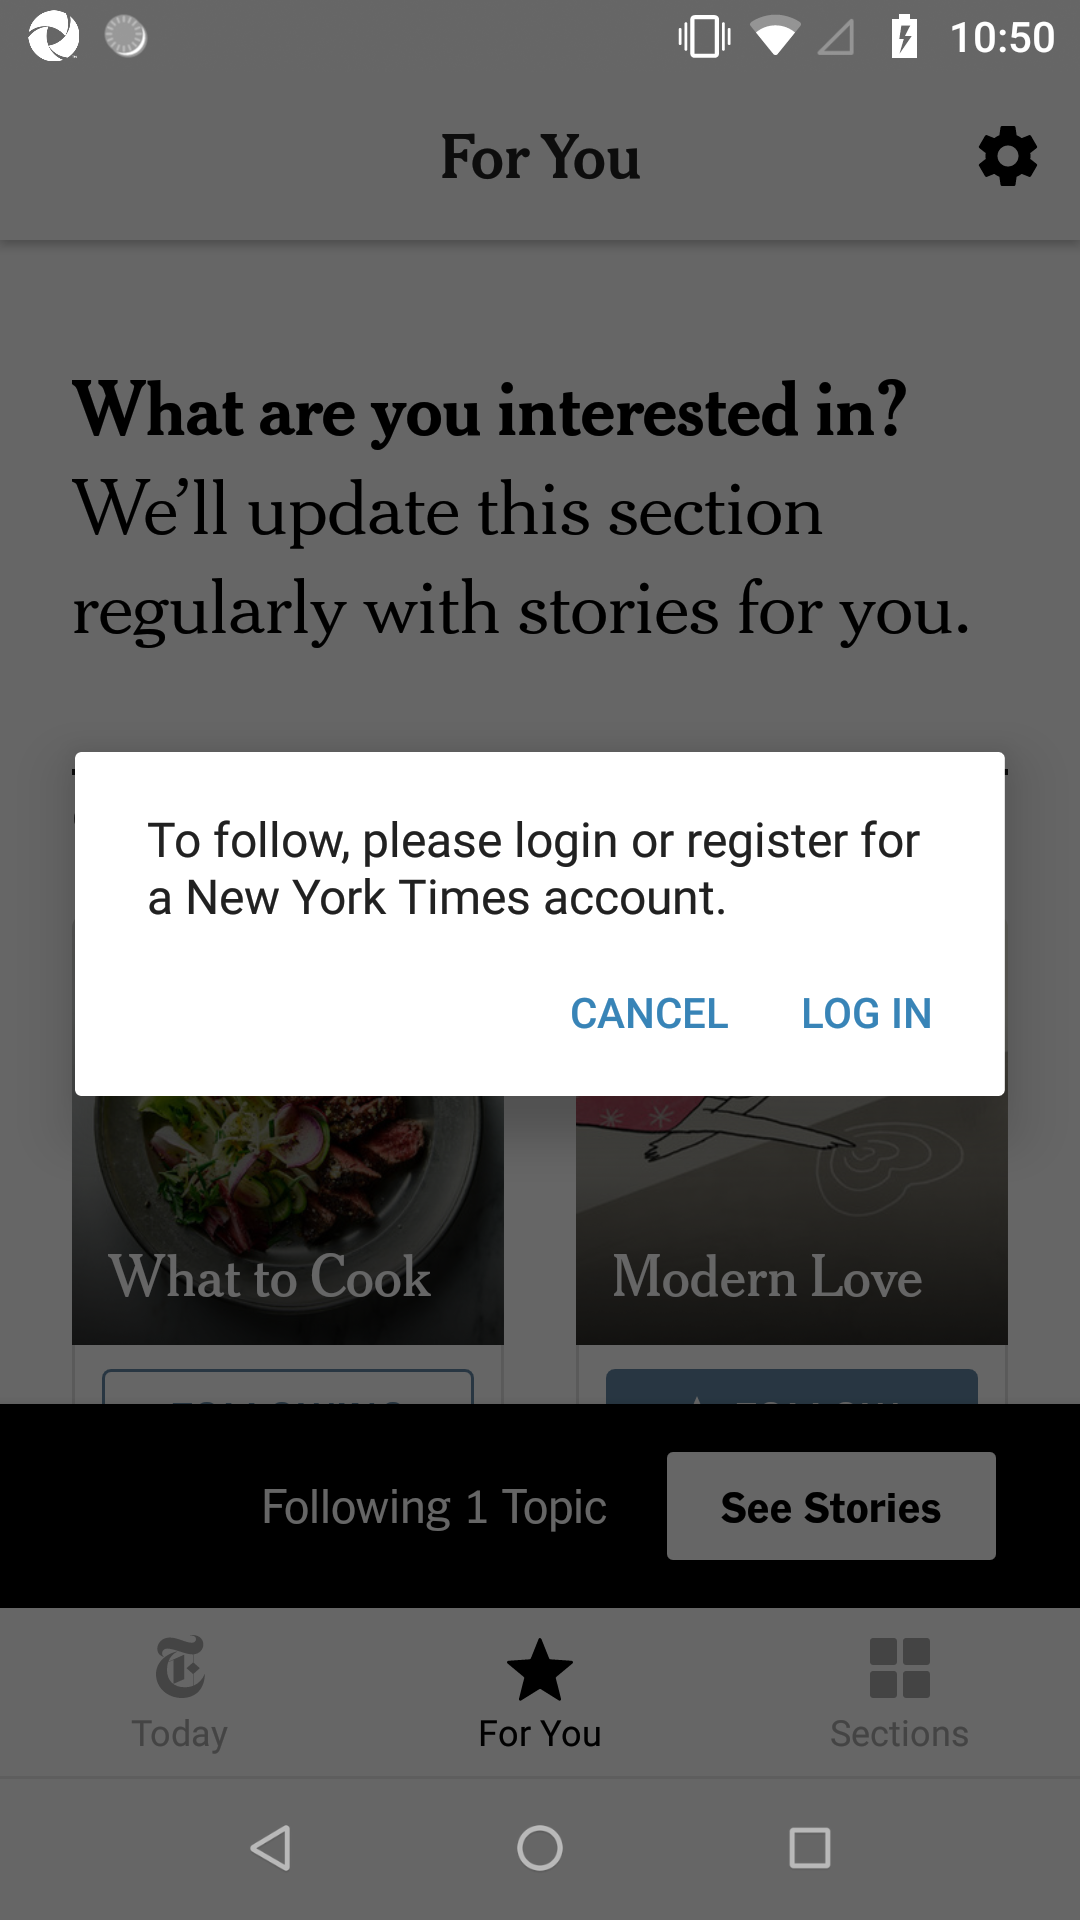 10:50
For You
What are you interested in?
We’ll update this section
regularly with stories for you.
To follow, please login or register for
a New York Times account.
CANCEL LOG IN
What to Cook
Modern Love
Following 1 Topic
See Stories
Today
For You
Sections